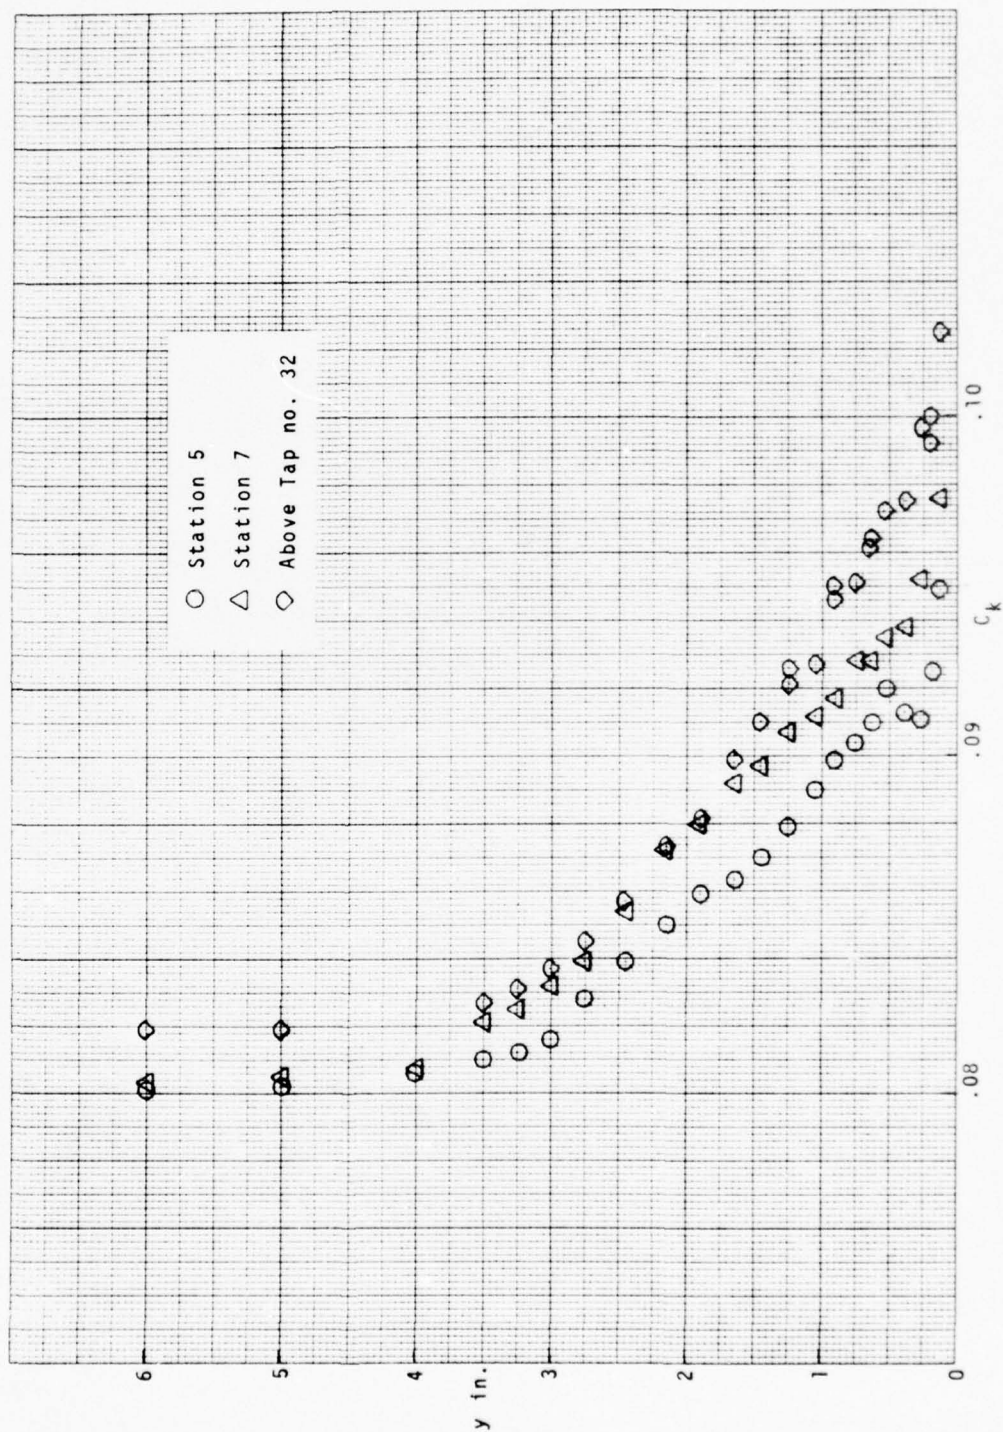 ○ Station 5
△ Station 7
◇ Above Tap no. 32
6
5
4
y in.
3
2
1
0
.08
.09
.10
C_k